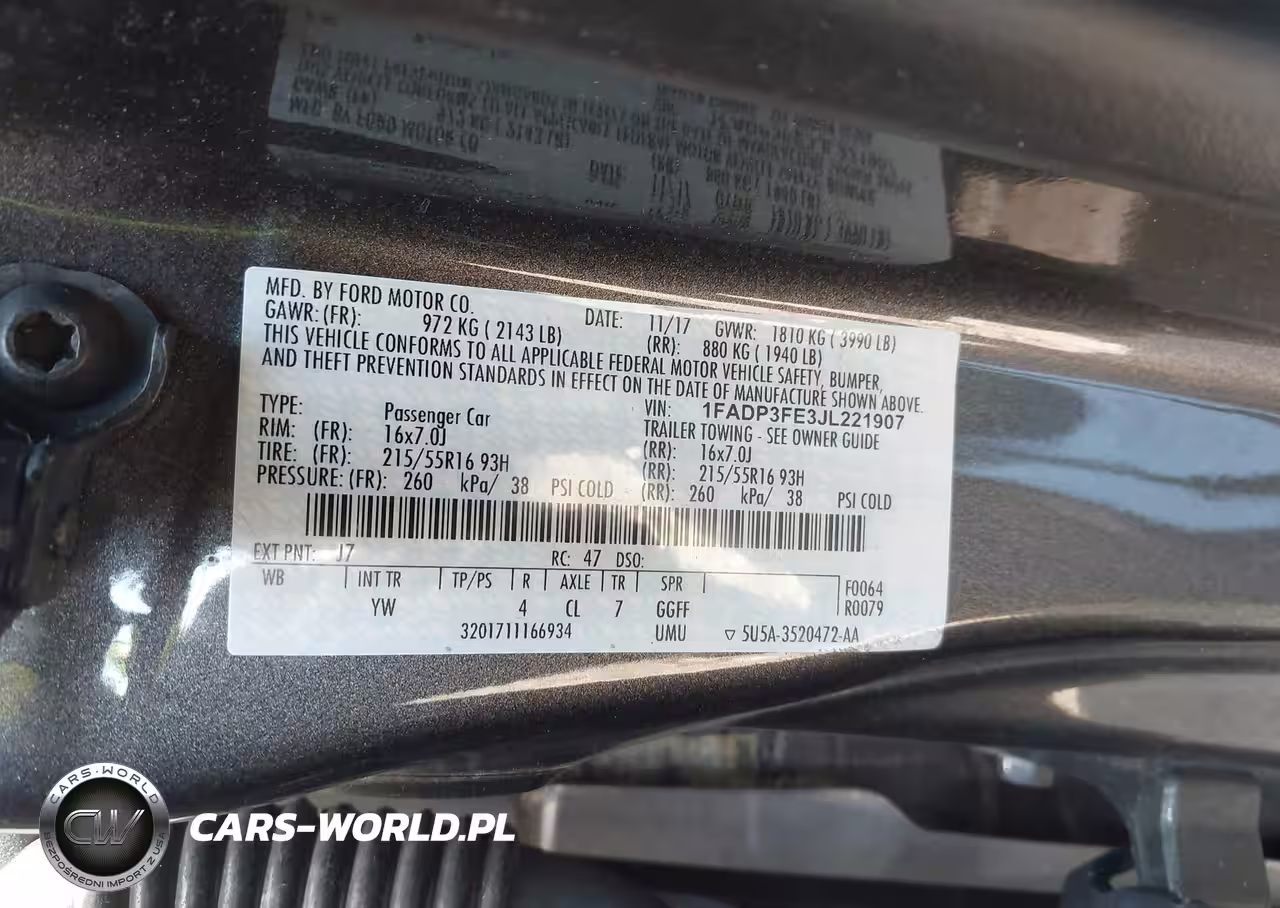 MFD. BY FORD MOTOR CO.
DATE: 11/17 GVWR: 1810 KG ( 3990 LB)
GAWR: (FR): 972 KG ( 2143 LB) (RR): 880 KG ( 1940 LB)
THIS VEHICLE CONFORMS TO ALL APPLICABLE FEDERAL MOTOR VEHICLE SAFETY, BUMPER,
AND THEFT PREVENTION STANDARDS IN EFFECT ON THE DATE OF MANUFACTURE SHOWN ABOVE.
VIN: 1FADP3FE3JL221907
TYPE: Passenger Car TRAILER TOWING - SEE OWNER GUIDE
RIM: (FR): 16x7.0J (RR): 16x7.0J
TIRE: (FR): 215/55R16 93H (RR): 215/55R16 93H
PRESSURE: (FR): 260 kPa/ 38 PSI COLD (RR): 260 kPa/ 38 PSI COLD
EXT PNT: J7 RC: 47 DSO:
WB INT TR TP/PS R AXLE TR SPR F0064
YW 4 CL 7 GGFF R0079
3201711166934 UMU ▽ 5U5A-3520472-AA
CARS-WORLD
CW
BEZPOŚREDNI IMPORT Z USA
CARS-WORLD.PL